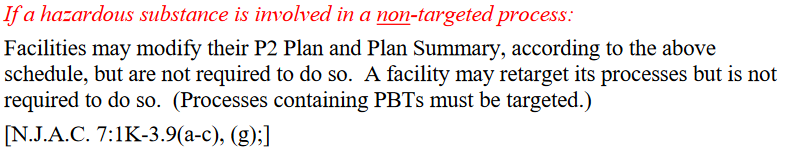 If a hazardous substance is involved in a non-targeted process:
Facilities may modify their P2 Plan and Plan Summary, according to the above
schedule, but are not required to do so.  A facility may retarget its processes but is not
required to do so.  (Processes containing PBTs must be targeted.)
[N.J.A.C. 7:1K-3.9(a-c), (g);]